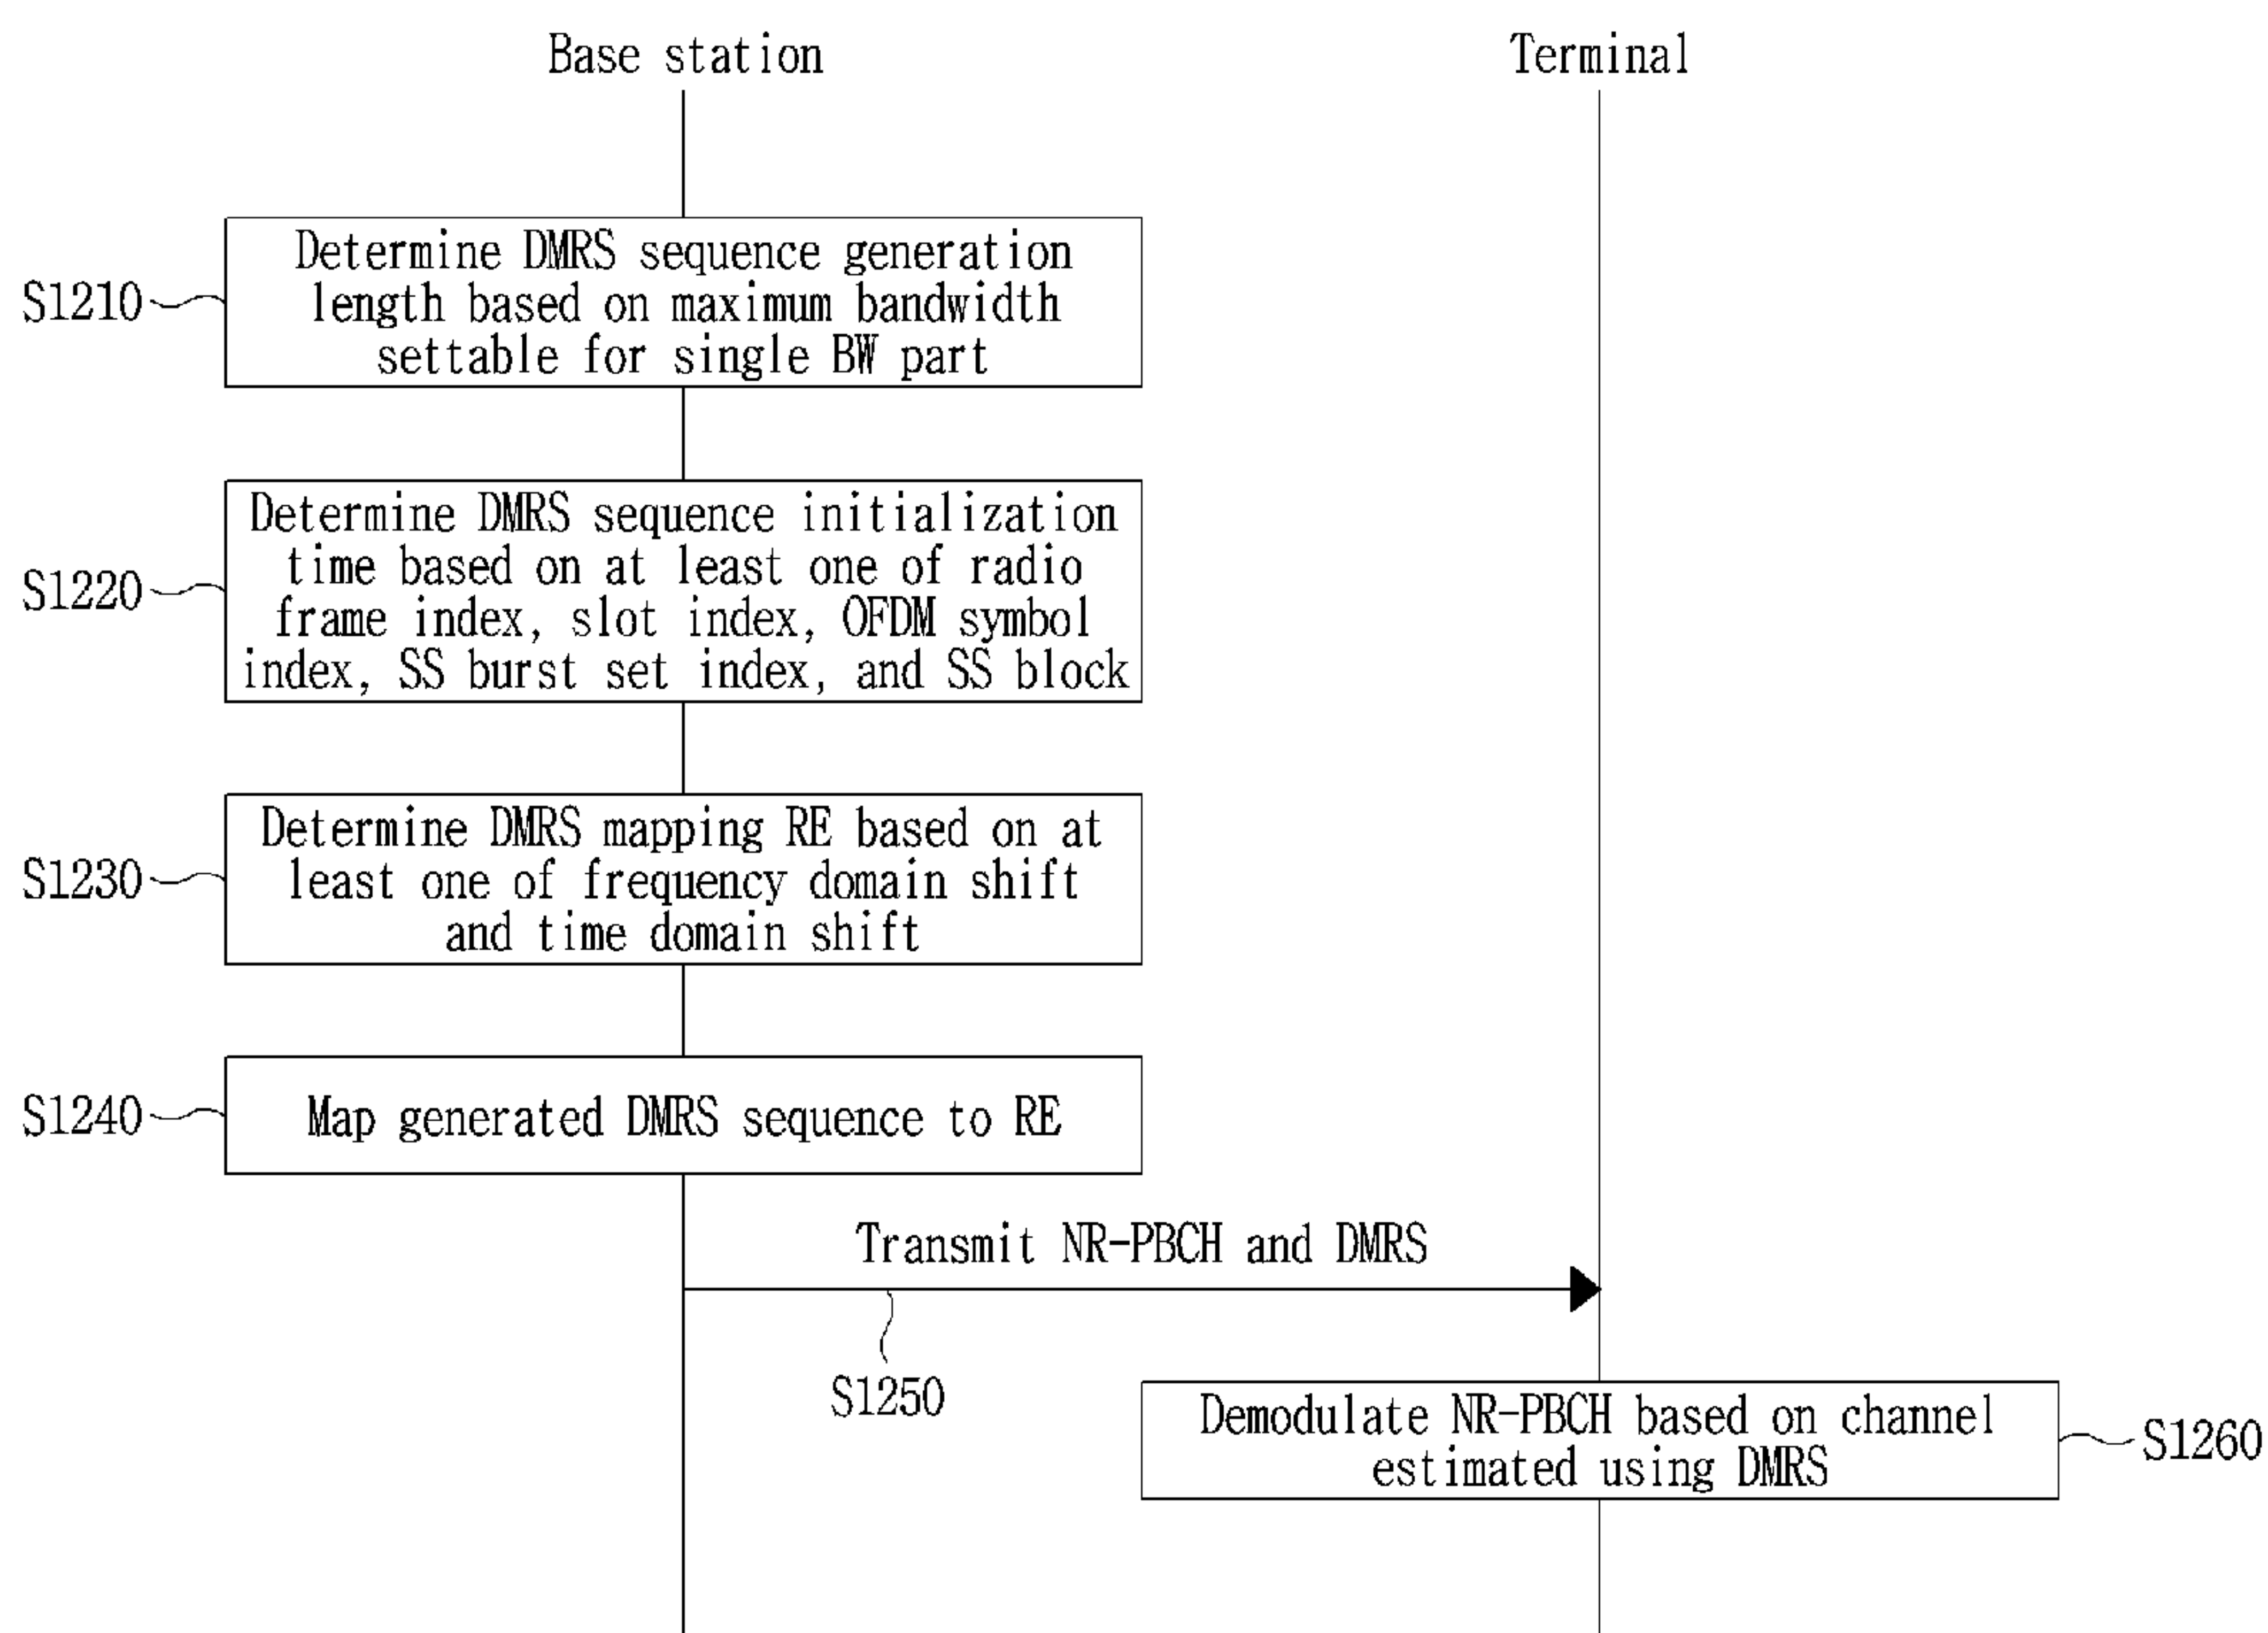 Base station
Terminal
S1210
Determine DMRS sequence generation
length based on maximum bandwidth
settable for single BW part
S1220
Determine DMRS sequence initialization
time based on at least one of radio
frame index, slot index, OFDM symbol
index, SS burst set index, and SS block
S1230
Determine DMRS mapping RE based on at
least one of frequency domain shift
and time domain shift
S1240
Map generated DMRS sequence to RE
Transmit NR-PBCH and DMRS
S1250
Demodulate NR-PBCH based on channel
estimated using DMRS
S1260